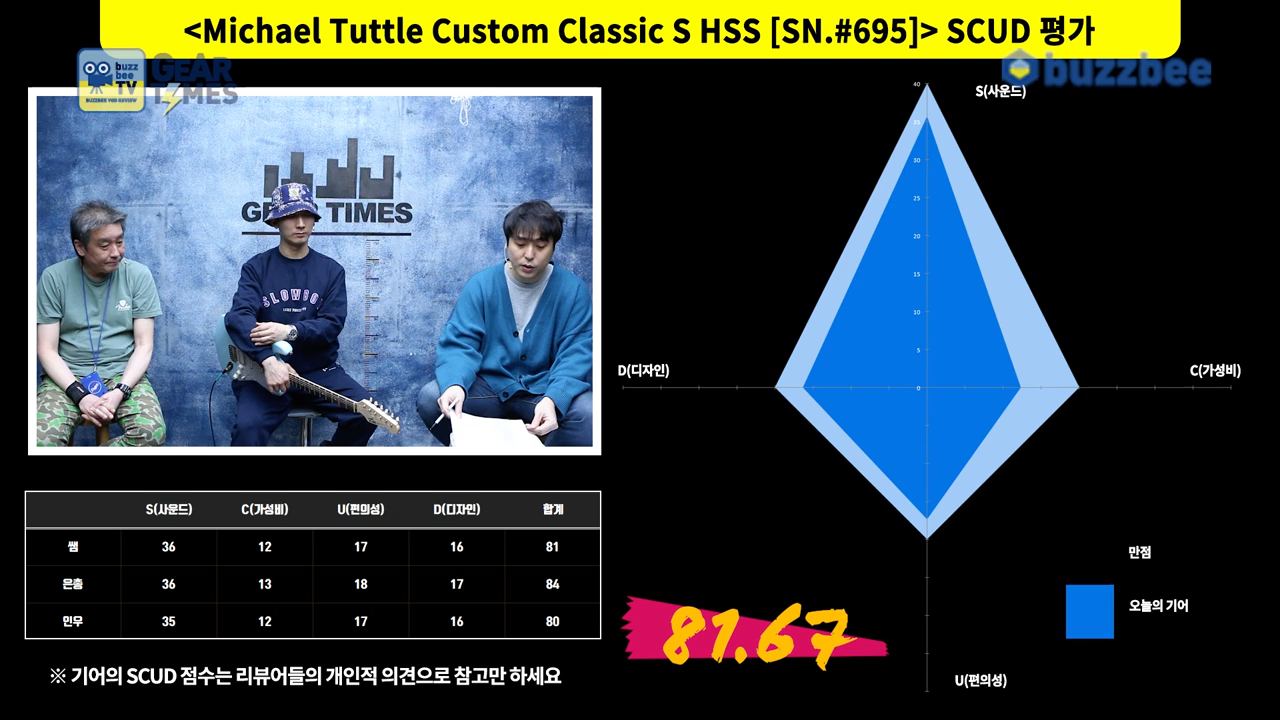 <Michael Tuttle Custom Classic S HSS [SN.#695]> SCUD 평가
buzz
bee
TV
BUZZBEE VOD REVIEW
GEAR
TIMES
buzzbee
GEAR TIMES
SLOWBOY
S(사운드)
40
35
30
25
20
15
10
5
0
D(디자인)
C(가성비)
U(편의성)
만점
오늘의 기어
S(사운드) C(가성비) U(편의성) D(디자인) 합계
쌤 36 12 17 16 81
은총 36 13 18 17 84
민우 35 12 17 16 80
81.67
※ 기어의 SCUD 점수는 리뷰어들의 개인적 의견으로 참고만 하세요